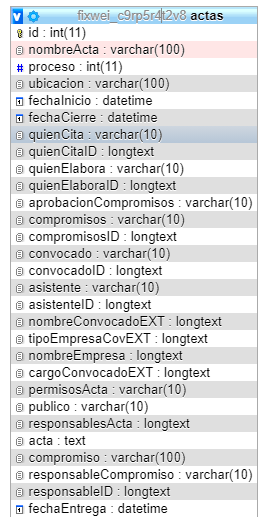 fixwei_c9rp5r4t2v8 actas
id : int(11)
nombreActa : varchar(100)
proceso : int(11)
ubicacion : varchar(100)
fechaInicio : datetime
fechaCierre : datetime
quienCita : varchar(10)
quienCitaID : longtext
quienElabora : varchar(10)
quienElaboraID : longtext
aprobacionCompromisos : varchar(10)
compromisos : varchar(10)
compromisosID : longtext
convocado : varchar(10)
convocadoID : longtext
asistente : varchar(10)
asistenteID : longtext
nombreConvocadoEXT : longtext
tipoEmpresaCovEXT : longtext
nombreEmpresa : longtext
cargoConvocadoEXT : longtext
permisosActa : varchar(10)
publico : varchar(10)
responsablesActa : longtext
acta : text
compromiso : varchar(100)
responsableCompromiso : varchar(10)
responsableID : longtext
fechaEntrega : datetime